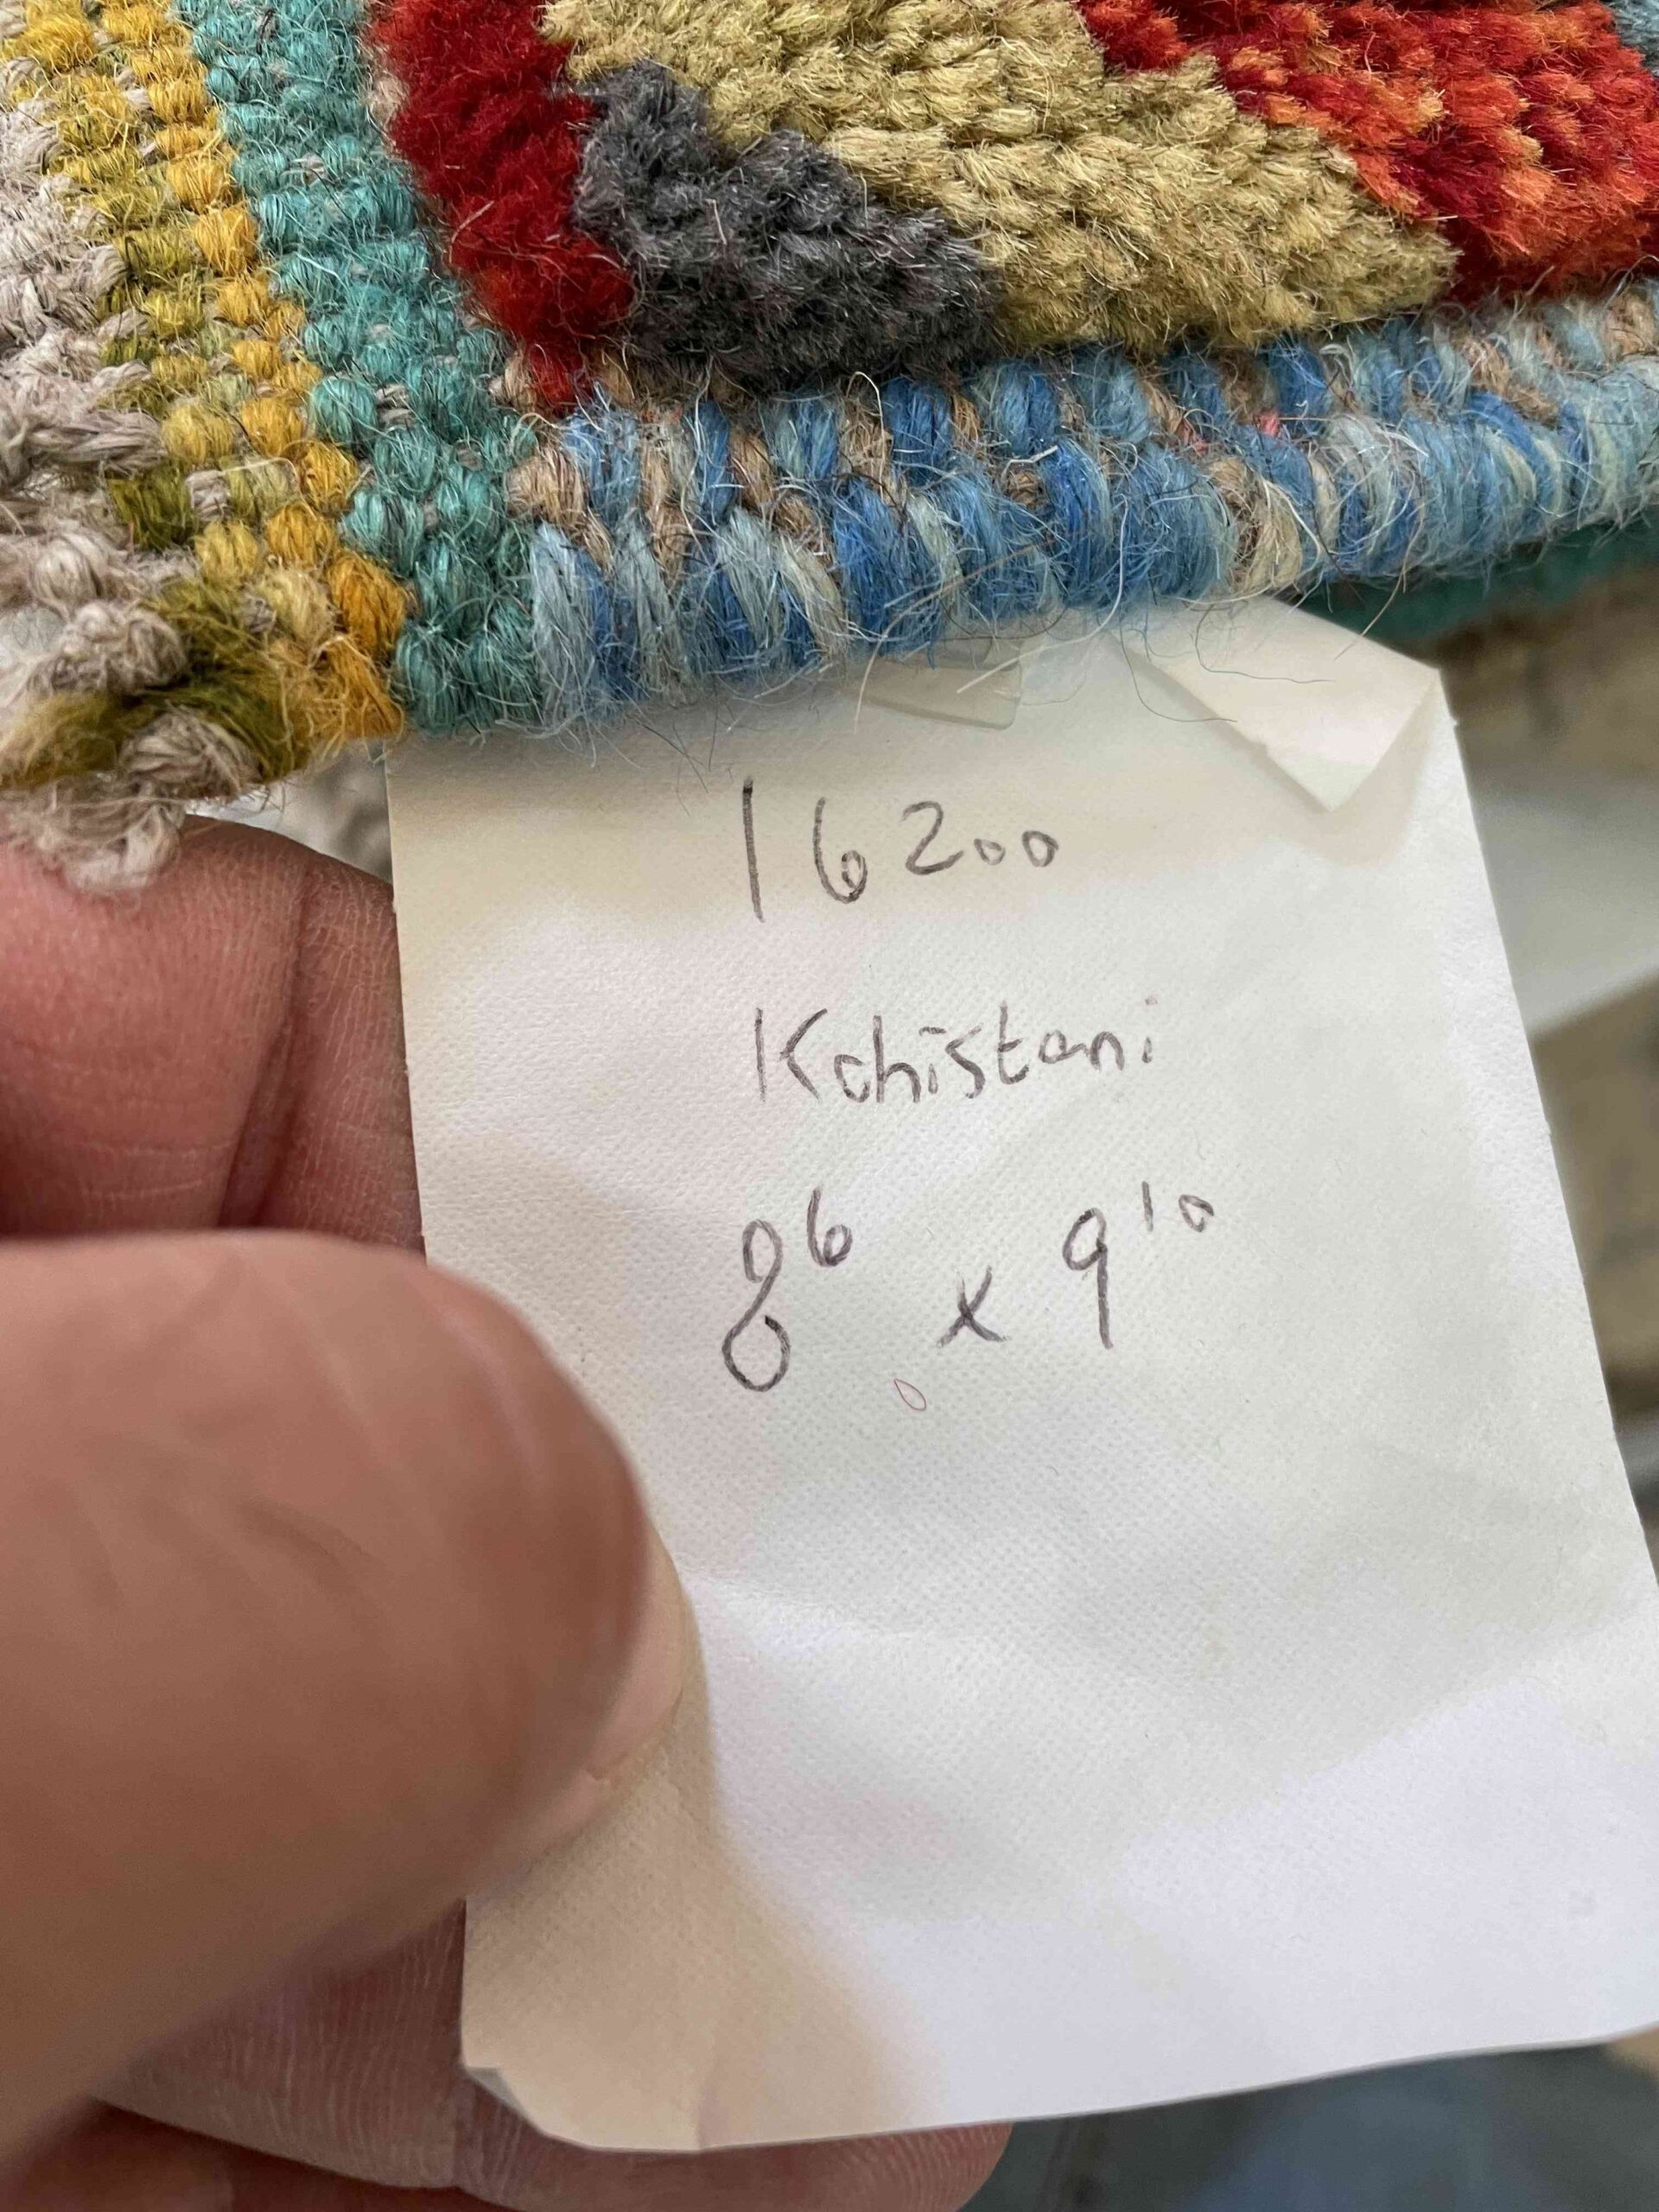 16200
Kohistani
8⁶ x 9¹⁰